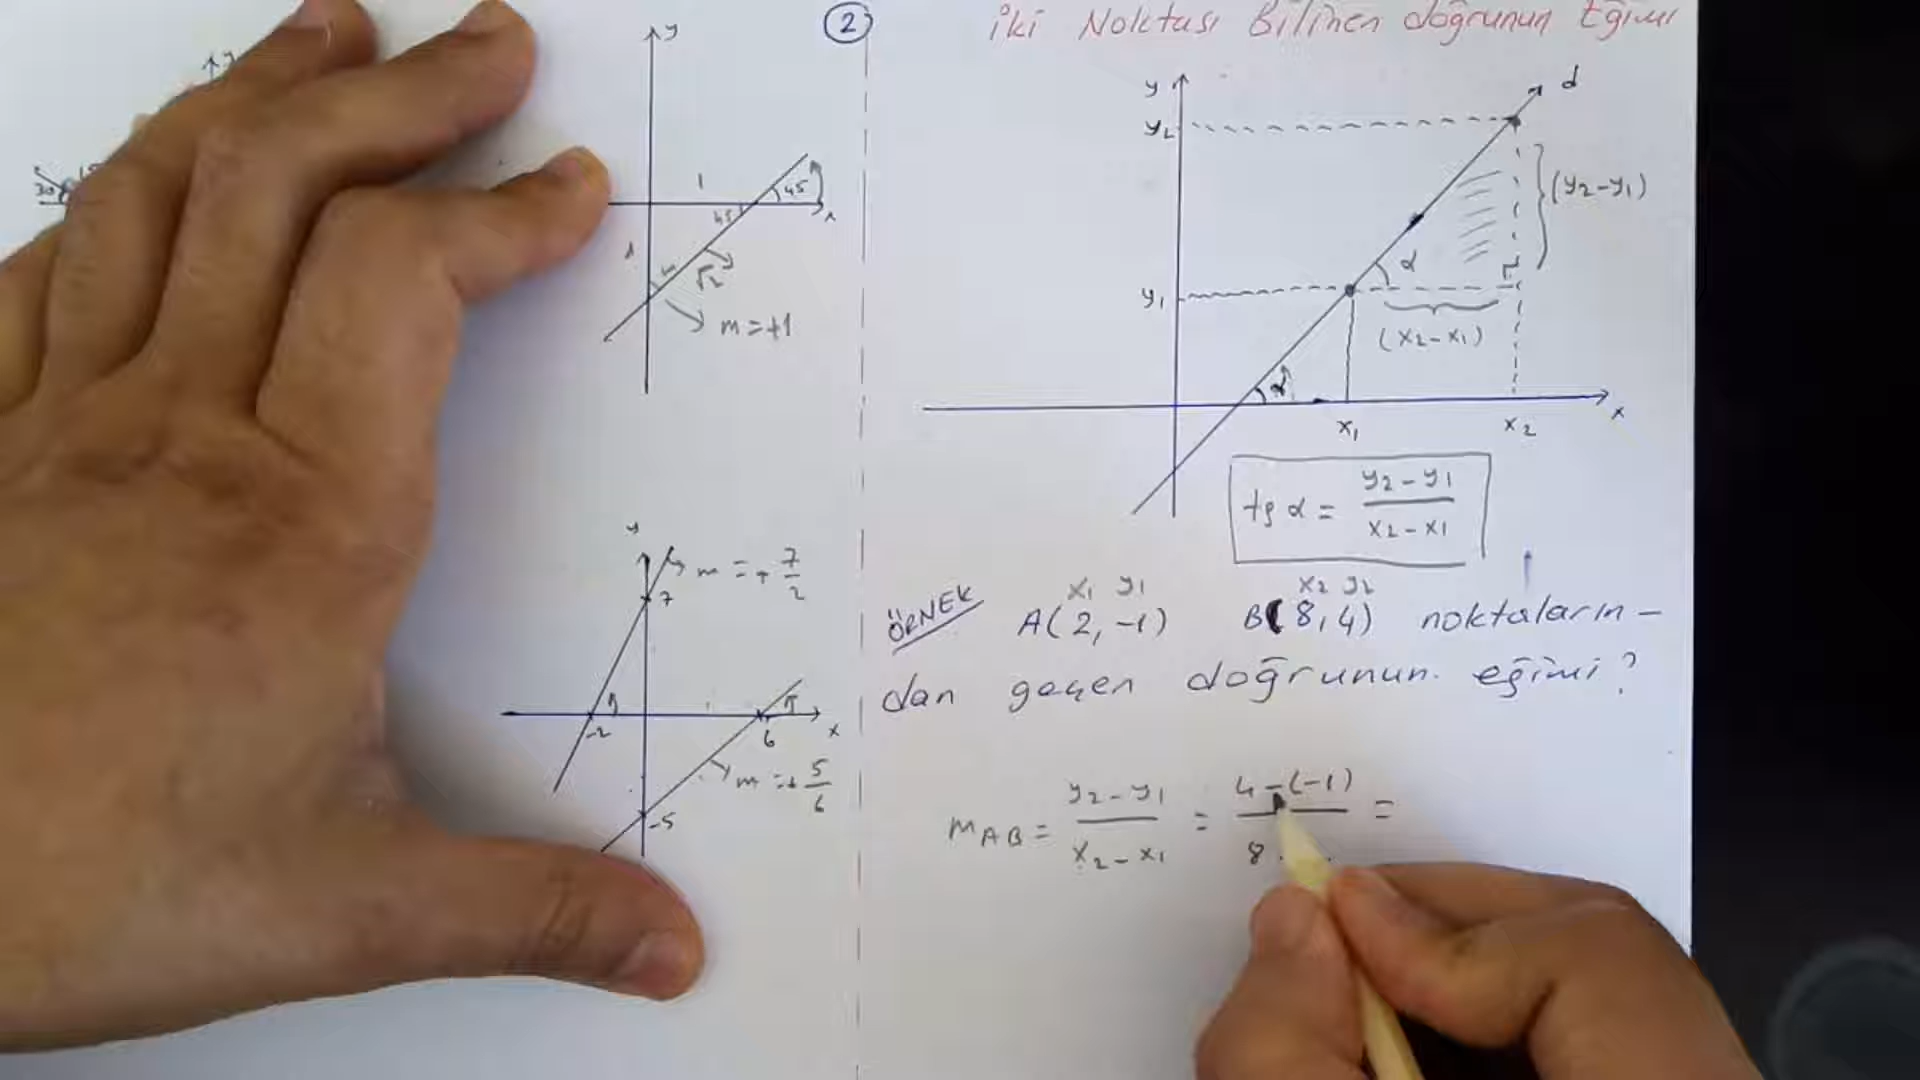 y
1
45
45
x
1
√2
m = +1
y
m = + 7/2
7
-2
6
x
m = + 5/6
-5
2
İki Noktası Bilinen doğrunun Eğimi
y
d
y2
(y2 - y1)
α
y1
(x2 - x1)
α
x
x1
x2
tg α = y2 - y1 / x2 - x1
x1 y1 x2 y2
ÖRNEK A(2, -1) B(8, 4) noktaların-
dan geçen doğrunun eğimi?
mAB = y2 - y1 / x2 - x1 = 4 - (-1) / 8 =